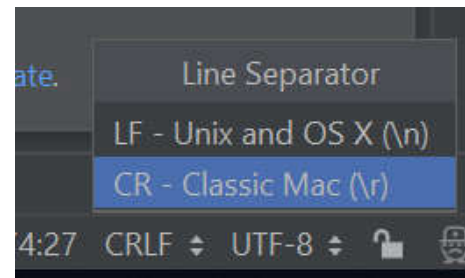 ate.
Line Separator
LF - Unix and OS X (\n)
CR - Classic Mac (\r)
4:27 CRLF UTF-8